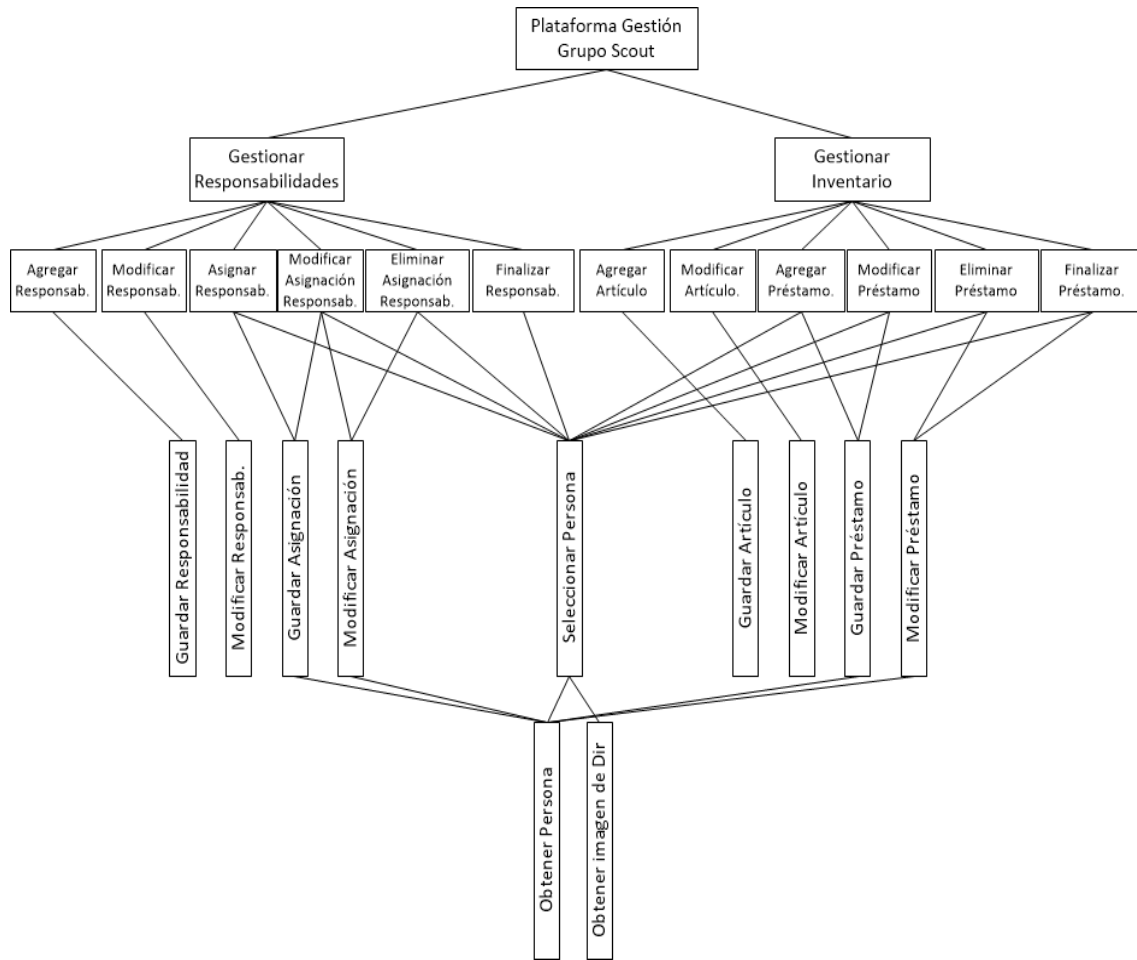 Plataforma Gestión
Grupo Scout
Gestionar
Responsabilidades
Gestionar
Inventario
Agregar
Responsab.
Modificar
Responsab.
Asignar
Responsab.
Modificar
Asignación
Responsab.
Eliminar
Asignación
Responsab.
Finalizar
Responsab.
Agregar
Artículo
Modificar
Artículo.
Agregar
Préstamo.
Modificar
Préstamo
Eliminar
Préstamo
Finalizar
Préstamo.
Guardar Responsabilidad
Modificar Responsab.
Guardar Asignación
Modificar Asignación
Seleccionar Persona
Guardar Artículo
Modificar Artículo
Guardar Préstamo
Modificar Préstamo
Obtener Persona
Obtener imagen de Dir